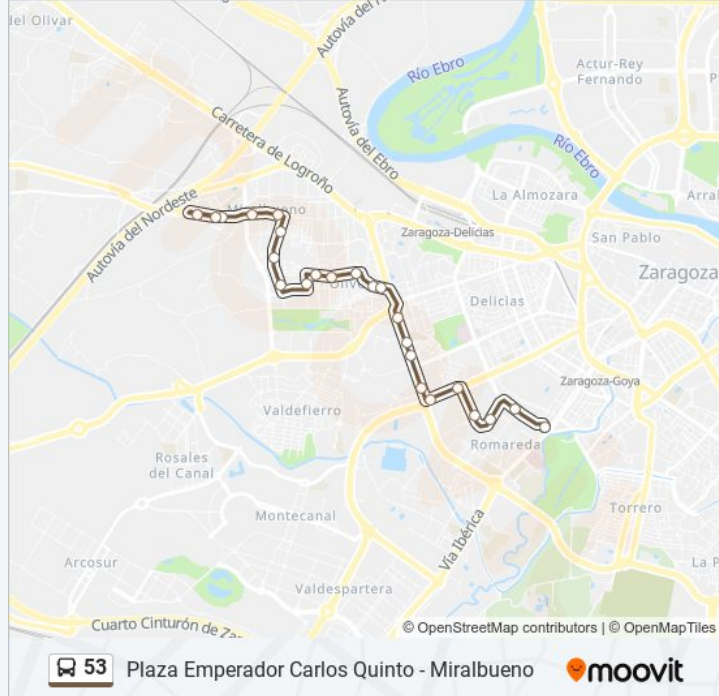 del Olivar
Autovía del N
Río Ebro
Actur-Rey
Fernando
Autovía del Ebro
Carretera de Logroño
Río Ebro
La Almozara
Arral
Autovía del Nordeste
Miralbueno
Zaragoza-Delicias
San Pablo
Zaragoza
Oliv
Delicias
Zaragoza-Goya
Valdefierro
Romareda
Rosales
del Canal
Montecanal
Torrero
Vía Ibérica
Arcosur
La P
Valdespartera
Cuarto Cinturón de Za
© OpenStreetMap contributors | © OpenMapTiles
53 Plaza Emperador Carlos Quinto - Miralbueno moovit